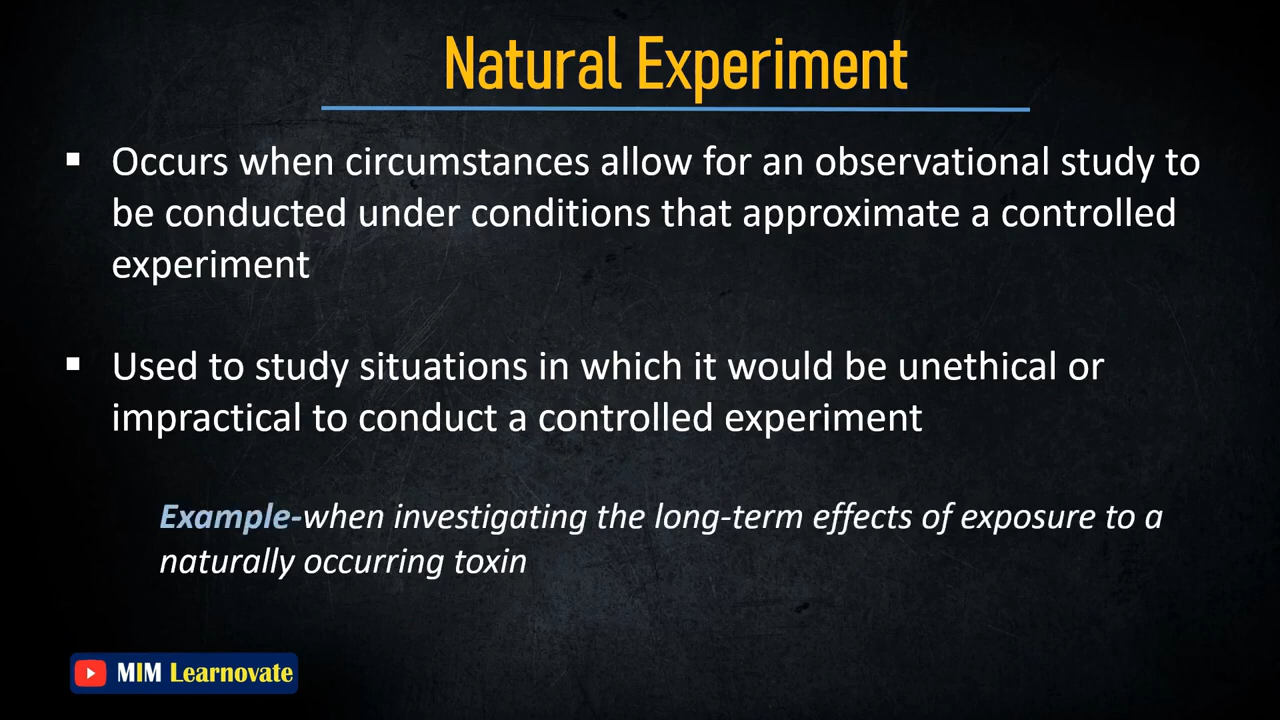 Natural Experiment
▪ Occurs when circumstances allow for an observational study to
be conducted under conditions that approximate a controlled
experiment
▪ Used to study situations in which it would be unethical or
impractical to conduct a controlled experiment
Example-when investigating the long-term effects of exposure to a
naturally occurring toxin
MIM Learnovate